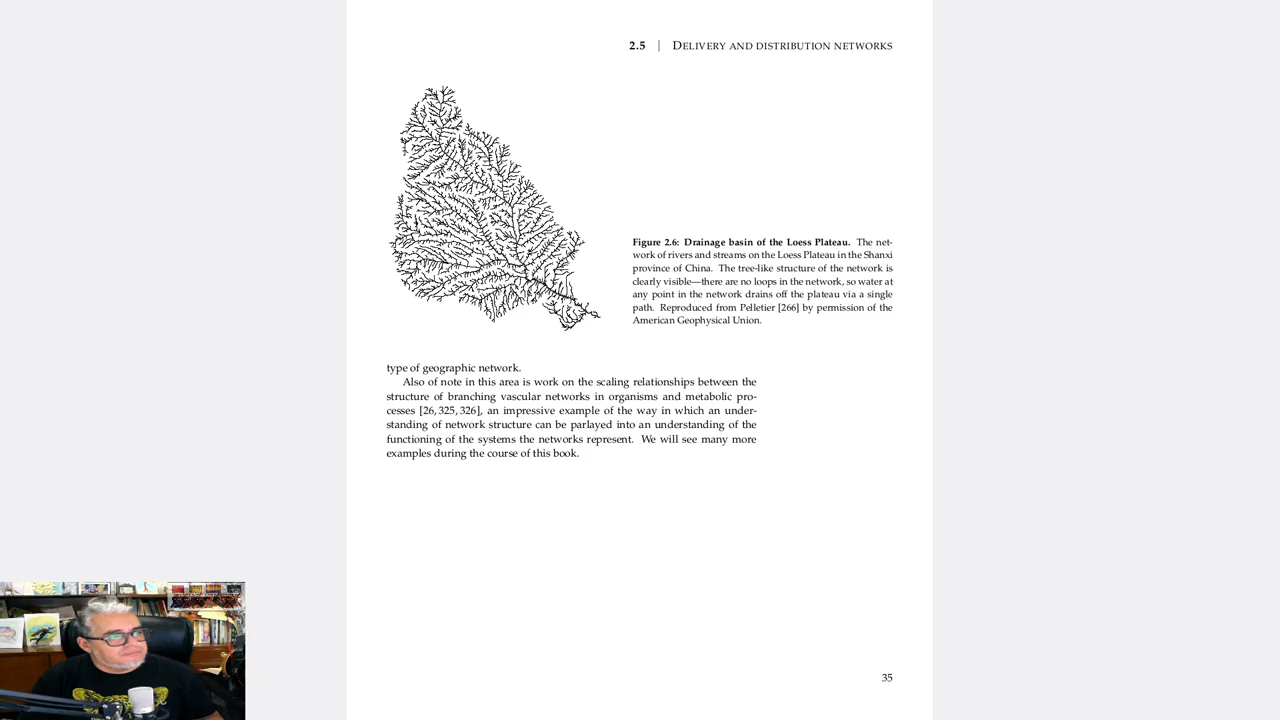 2.5 | DELIVERY AND DISTRIBUTION NETWORKS
Figure 2.6: Drainage basin of the Loess Plateau. The net-
work of rivers and streams on the Loess Plateau in the Shanxi
province of China. The tree-like structure of the network is
clearly visible—there are no loops in the network, so water at
any point in the network drains off the plateau via a single
path. Reproduced from Pelletier [266] by permission of the
American Geophysical Union.
type of geographic network.
Also of note in this area is work on the scaling relationships between the
structure of branching vascular networks in organisms and metabolic pro-
cesses [26, 325, 326], an impressive example of the way in which an under-
standing of network structure can be parlayed into an understanding of the
functioning of the systems the networks represent. We will see many more
examples during the course of this book.
35